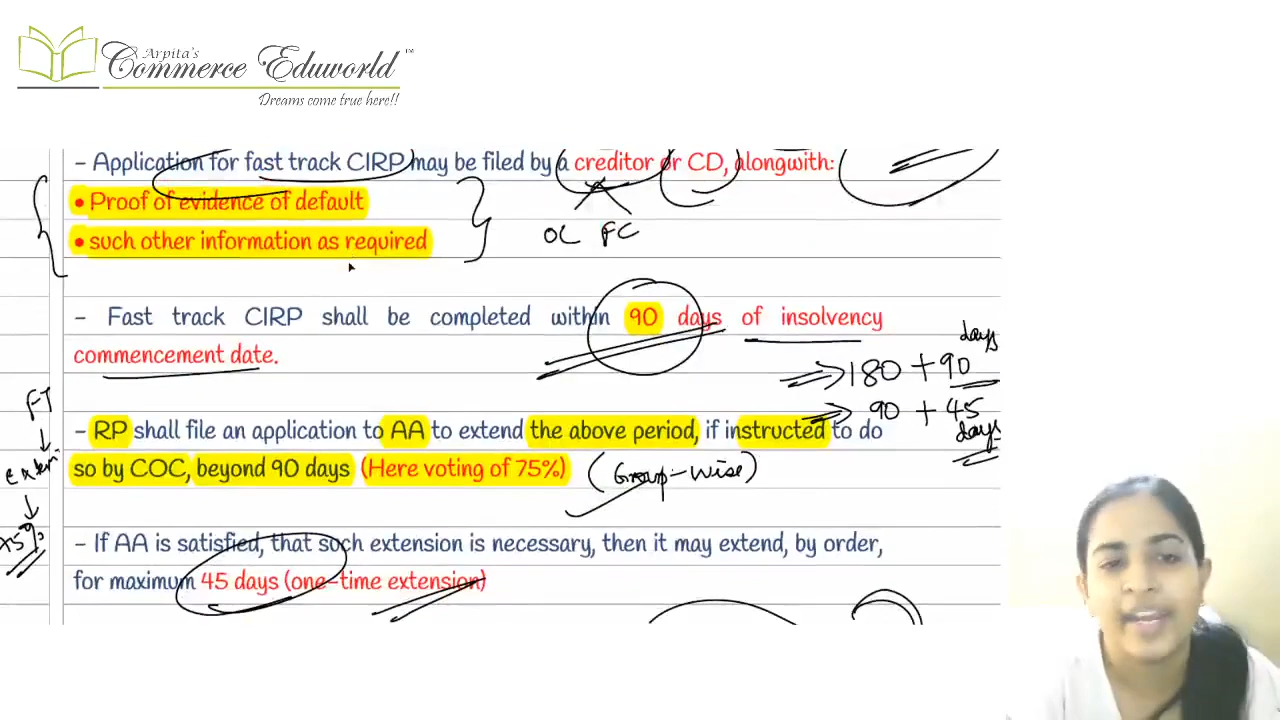 Arpita's
Commerce Eduworld™
Dreams come true here!!
– Application for fast track CIRP may be filed by a creditor or CD, alongwith:
• Proof of evidence of default
• such other information as required
OC FC
– Fast track CIRP shall be completed within 90 days of insolvency
commencement date.
days
180 + 90
90 + 45
days
FT
– RP shall file an application to AA to extend the above period, if instructed to do
so by COC, beyond 90 days (Here voting of 75%) (Group-wise)
– If AA is satisfied, that such extension is necessary, then it may extend, by order,
for maximum 45 days (one-time extension)